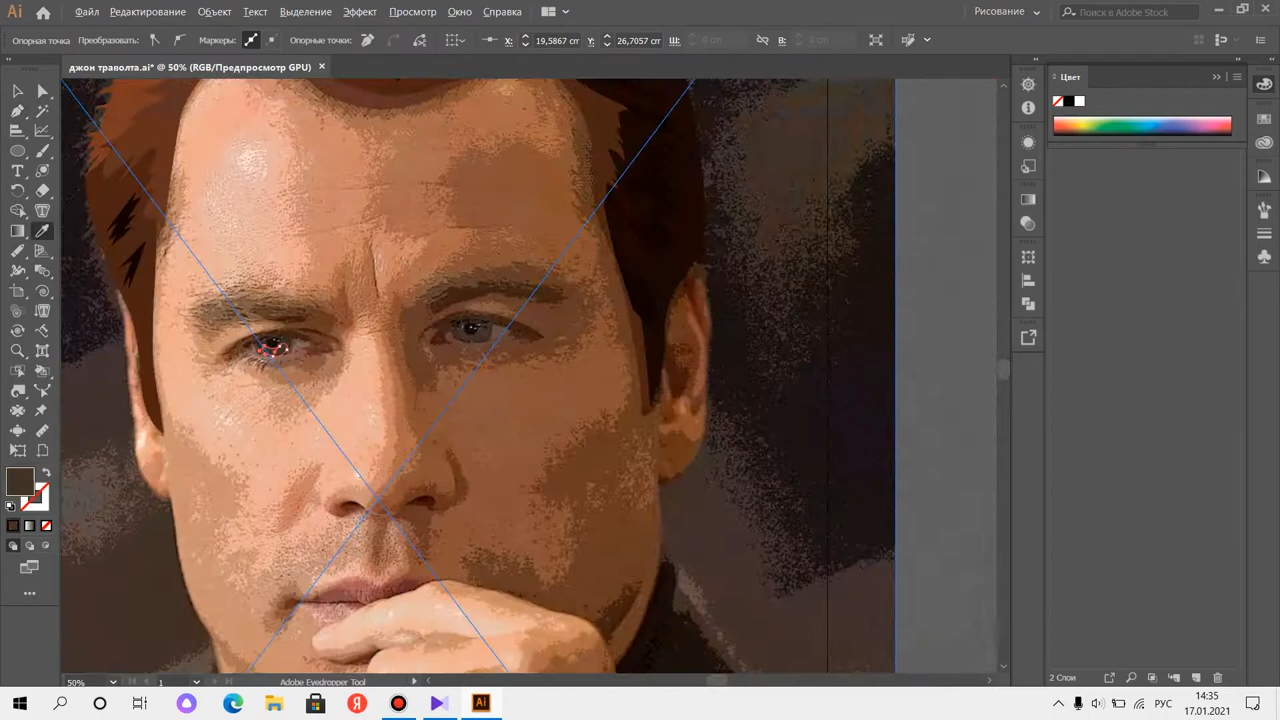 Ai Файл Редактирование Объект Текст Выделение Эффект Просмотр Окно Справка Рисование Поиск в Adobe Stock
Опорная точка Преобразовать: Маркеры: Опорные точки: X: 19,5867 cm Y: 26,7057 cm Ш: 0 cm В: 0 cm
джон траволта.ai* @ 50% (RGB/Предпросмотр GPU) ×
Цвет
50% 1 Adobe Eyedropper Tool
2 Слои
Я Ai РУС 14:35
17.01.2021